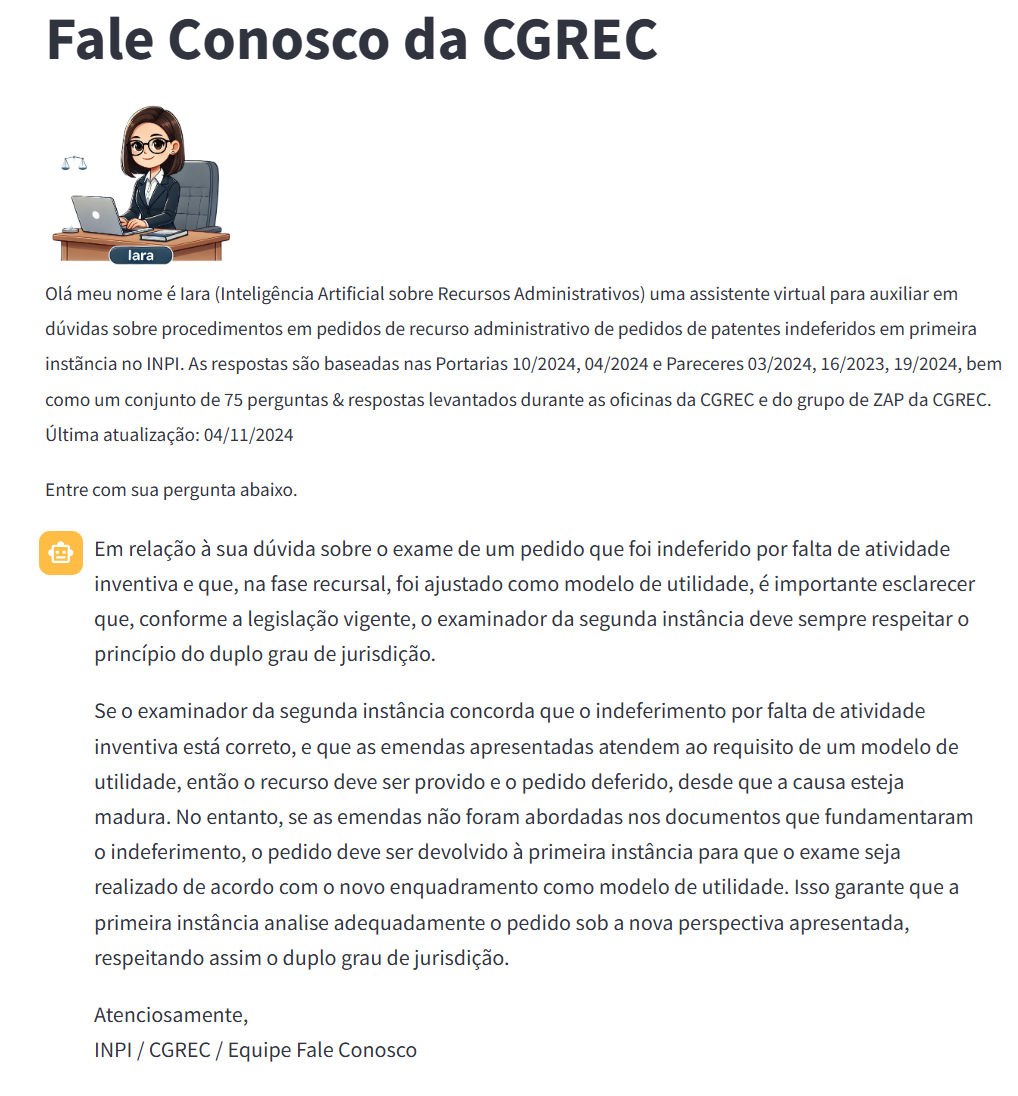 Fale Conosco da CGREC
Iara
Olá meu nome é Iara (Inteligência Artificial sobre Recursos Administrativos) uma assistente virtual para auxiliar em
dúvidas sobre procedimentos em pedidos de recurso administrativo de pedidos de patentes indeferidos em primeira
instãncia no INPI. As respostas são baseadas nas Portarias 10/2024, 04/2024 e Pareceres 03/2024, 16/2023, 19/2024, bem
como um conjunto de 75 perguntas & respostas levantados durante as oficinas da CGREC e do grupo de ZAP da CGREC.
Última atualização: 04/11/2024
Entre com sua pergunta abaixo.
Em relação à sua dúvida sobre o exame de um pedido que foi indeferido por falta de atividade
inventiva e que, na fase recursal, foi ajustado como modelo de utilidade, é importante esclarecer
que, conforme a legislação vigente, o examinador da segunda instância deve sempre respeitar o
princípio do duplo grau de jurisdição.
Se o examinador da segunda instância concorda que o indeferimento por falta de atividade
inventiva está correto, e que as emendas apresentadas atendem ao requisito de um modelo de
utilidade, então o recurso deve ser provido e o pedido deferido, desde que a causa esteja
madura. No entanto, se as emendas não foram abordadas nos documentos que fundamentaram
o indeferimento, o pedido deve ser devolvido à primeira instância para que o exame seja
realizado de acordo com o novo enquadramento como modelo de utilidade. Isso garante que a
primeira instância analise adequadamente o pedido sob a nova perspectiva apresentada,
respeitando assim o duplo grau de jurisdição.
Atenciosamente,
INPI / CGREC / Equipe Fale Conosco